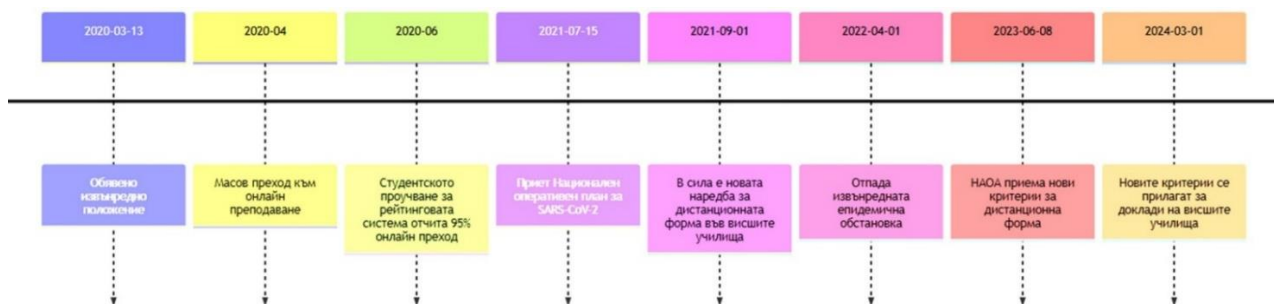 2020-03-13
2020-04
2020-06
2021-07-15
2021-09-01
2022-04-01
2023-06-08
2024-03-01
Обявено
извънредно
положение
Масов преход към
онлайн
преподаване
Студентското
проучване за
рейтинговата
система отчита 95%
онлайн преход
Приет Национален
оперативен план за
SARS-CoV-2
В сила е новата
наредба за
дистанционната
форма във висшите
училища
Отпада
извънредната
епидемична
обстановка
НАОА приема нови
критерии за
дистанционна
форма
Новите критерии се
прилагат за
доклади на висшите
училища